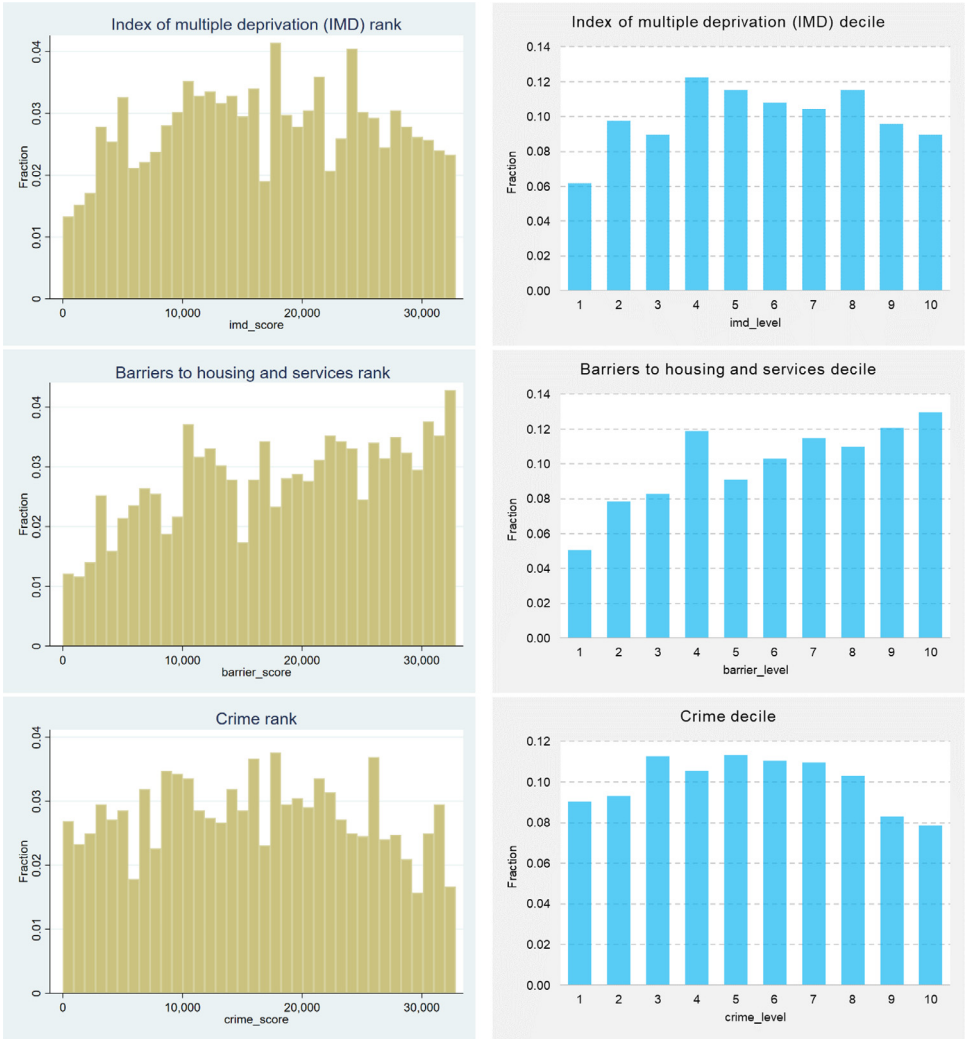 Index of multiple deprivation (IMD) rank
Fraction
0.04
0.03
0.02
0.01
0
0 10,000 20,000 30,000
imd_score
Index of multiple deprivation (IMD) decile
Fraction
0.14
0.12
0.10
0.08
0.06
0.04
0.02
0.00
1 2 3 4 5 6 7 8 9 10
imd_level
Barriers to housing and services rank
Fraction
0.04
0.03
0.02
0.01
0
0 10,000 20,000 30,000
barrier_score
Barriers to housing and services decile
Fraction
0.14
0.12
0.10
0.08
0.06
0.04
0.02
0.00
1 2 3 4 5 6 7 8 9 10
barrier_level
Crime rank
Fraction
0.04
0.03
0.02
0.01
0
0 10,000 20,000 30,000
crime_score
Crime decile
Fraction
0.12
0.10
0.08
0.06
0.04
0.02
0.00
1 2 3 4 5 6 7 8 9 10
crime_level